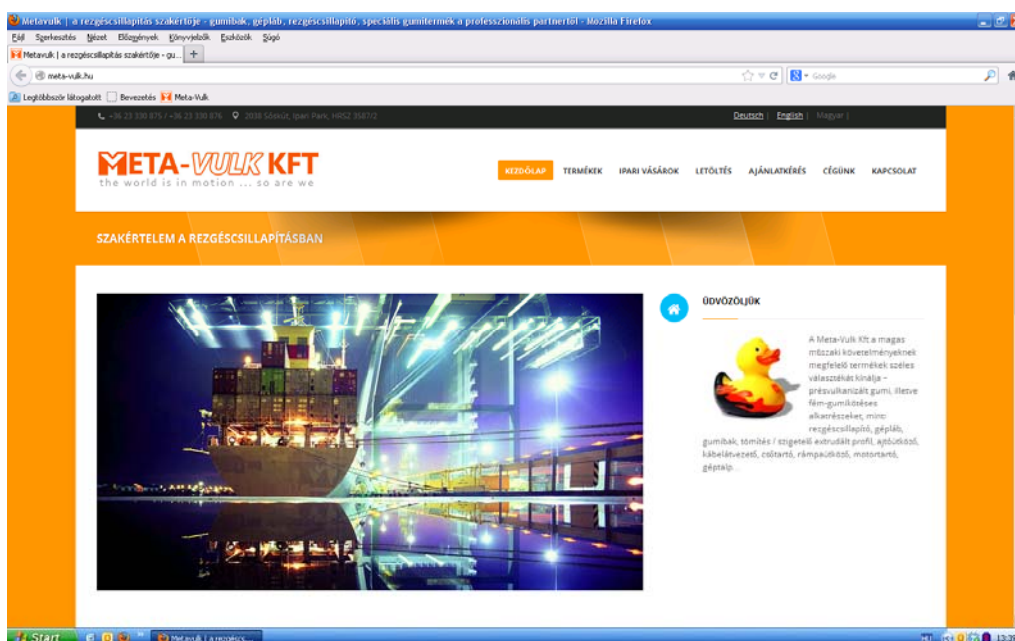 Metavulk | a rezgéscsillapítás szakértője - gumibak, gépláb, rezgéscsillapító, speciális gumitermék a professzionális partnertől - Mozilla Firefox
Fájl Szerkesztés Nézet Előzmények Könyvjelzők Eszközök Súgó
Metavulk | a rezgéscsillapítás szakértője - gu... +
meta-vulk.hu Google
Legtöbbször látogatott Bevezetés Meta-Vulk
+36 23 330 875 / +36 23 330 876 2038 Sóskút, Ipari Park, HRSZ 3587/2 Deutsch | English | Magyar |
META-VULK KFT
the world is in motion ... so are we
KEZDŐLAP TERMÉKEK IPARI VÁSÁROK LETÖLTÉS AJÁNLATKÉRÉS CÉGÜNK KAPCSOLAT
SZAKÉRTELEM A REZGÉSCSILLAPÍTÁSBAN
ÜDVÖZÖLJÜK
A Meta-Vulk Kft a magas
műszaki követelményeknek
megfelelő termékek széles
választékát kínálja –
présvulkanizált gumi, illetve
fém-gumikötéses
alkatrészeket, mint:
rezgéscsillapító, gépláb,
gumibak, tömítés / szigetelő extrudált profil, ajtóütköző,
kábelátvezető, csőtartó, rámpaütköző, motortartó,
géptalp...
Start Metavulk | a rezgéscs... HU 13:39